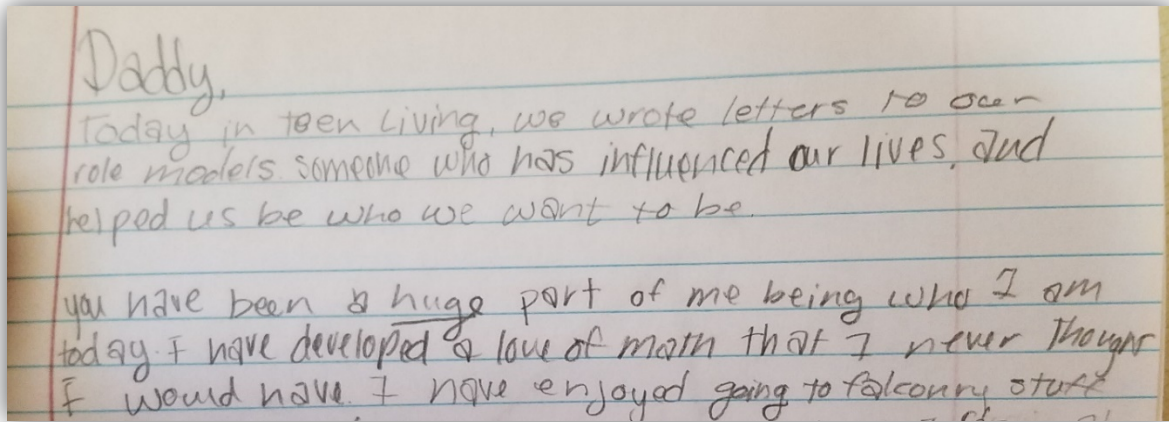 Daddy,
Today in teen Living, we wrote letters to our
role models. someone who has influenced our lives, and
helped us be who we want to be.
you have been a huge part of me being who I am
today. I have developed a love of math that I never Thought
I would have. I have enjoyed going to falconry stuff